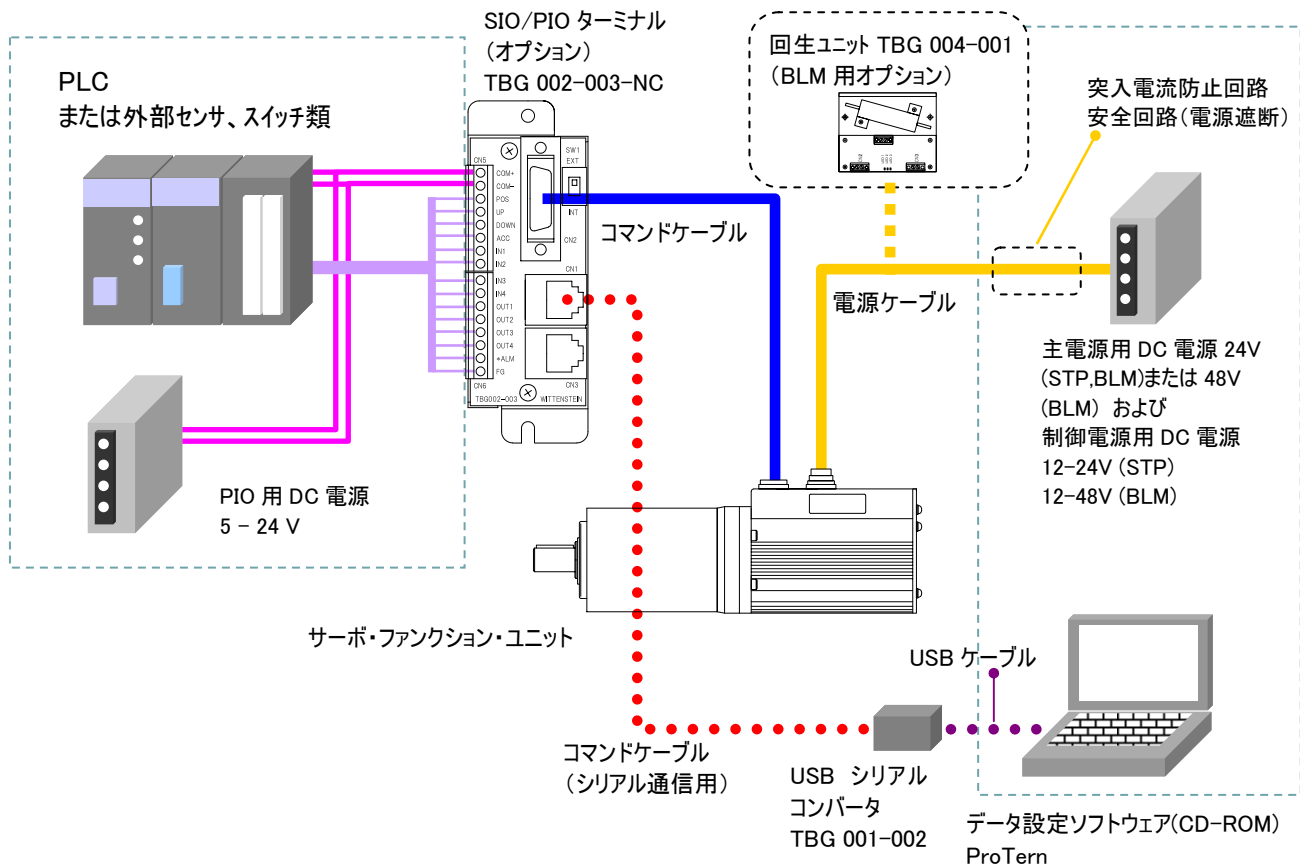 SIO/PIO ターミナル
(オプション)
TBG 002-003-NC
PLC
または外部センサ、スイッチ類
回生ユニット TBG 004-001
(BLM 用オプション)
突入電流防止回路
安全回路(電源遮断)
CN5
COM+
COM-
POS
UP
DOWN
ACC
IN1
IN2
IN3
IN4
OUT1
OUT2
OUT3
OUT4
*ALM
FG
CN6
TBG002-003
WITTENSTEIN
SW1
EXT
INT
CN2
CN1
CN3
コマンドケーブル
電源ケーブル
主電源用 DC 電源 24V
(STP,BLM)または 48V
(BLM) および
制御電源用 DC 電源
12-24V (STP)
12-48V (BLM)
PIO 用 DC 電源
5 - 24 V
サーボ・ファンクション・ユニット
USB ケーブル
コマンドケーブル
(シリアル通信用)
USB シリアル
コンバータ
TBG 001-002
データ設定ソフトウェア(CD-ROM)
ProTern